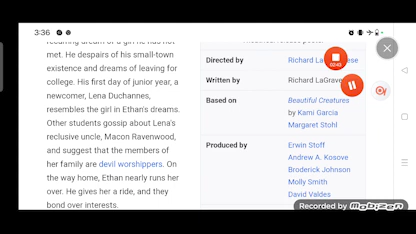 3:36
recurring dream of a girl he has not
met. He despairs of his small-town
existence and dreams of leaving for
college. His first day of junior year, a
newcomer, Lena Duchannes,
resembles the girl in Ethan's dreams.
Other students gossip about Lena's
reclusive uncle, Macon Ravenwood,
and suggest that the members of
her family are devil worshippers. On
the way home, Ethan nearly runs her
over. He gives her a ride, and they
bond over interests.
Directed by
Richard
Written by
Richard LaGrave
Based on
Beautiful Creatures
by Kami Garcia
Margaret Stohl
Produced by
Erwin Stoff
Andrew A. Kosove
Broderick Johnson
Molly Smith
David Valdes
02:43
Recorded by Mobizen